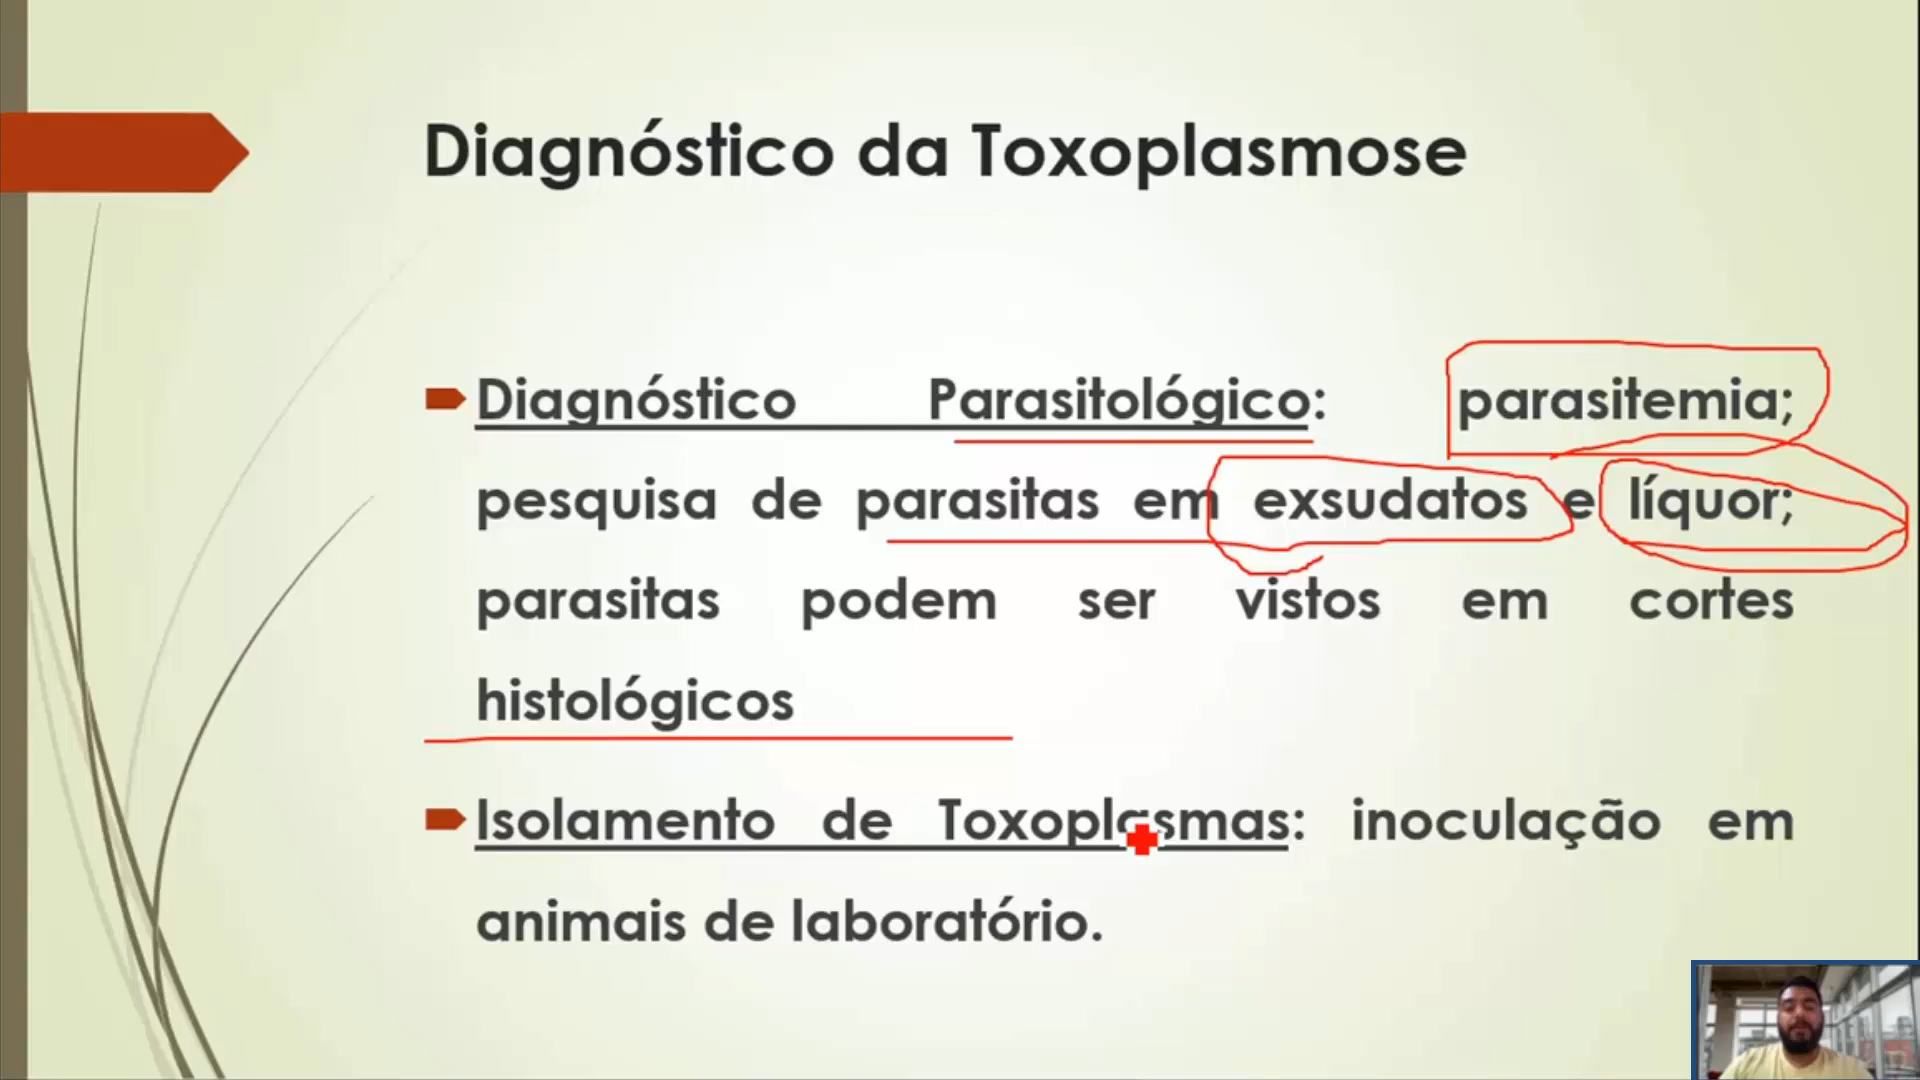 Diagnóstico da Toxoplasmose
Diagnóstico Parasitológico: parasitemia;
pesquisa de parasitas em exsudatos e líquor;
parasitas podem ser vistos em cortes
histológicos
Isolamento de Toxoplasmas: inoculação em
animais de laboratório.